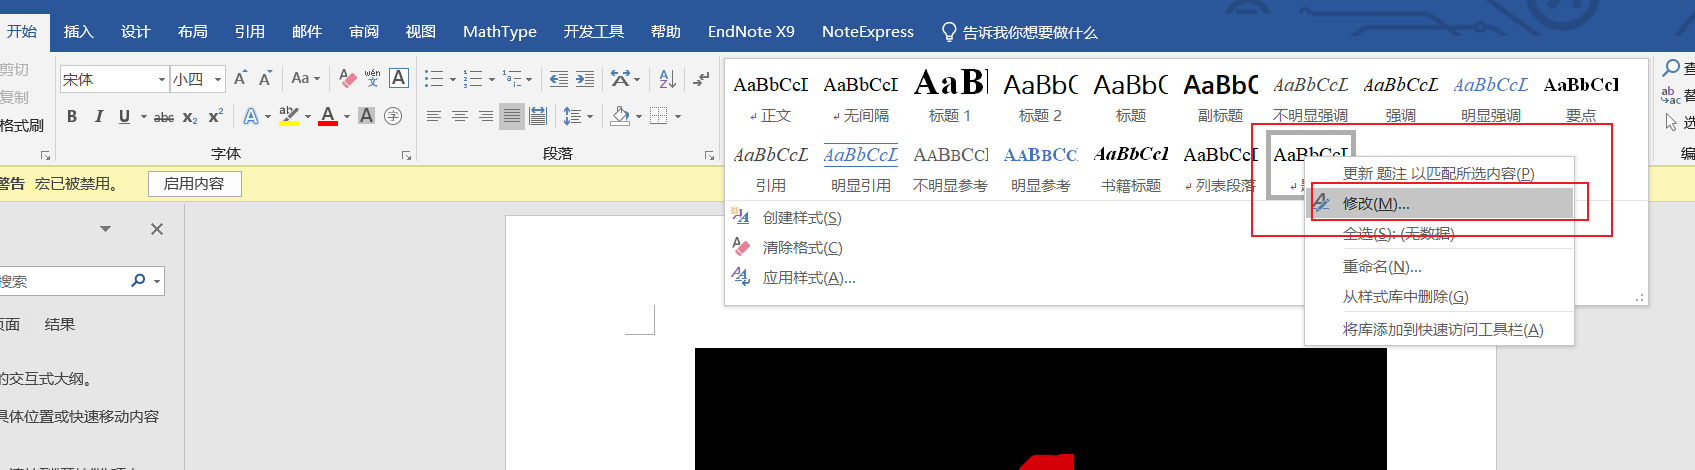 开始 插入 设计 布局 引用 邮件 审阅 视图 MathType 开发工具 帮助 EndNote X9 NoteExpress 告诉我你想要做什么
剪切
复制
格式刷
宋体 小四 A A Aa wén 文 A
B I U abc X₂ X² A aby A A 字
字体
段落
AaBbCcI AaBbCcI AaBl AaBb( AaBbC AaBbC AaBbCcL AaBbCcL AaBbCcL AaBbCcI
正文 无间隔 标题 1 标题 2 标题 副标题 不明显强调 强调 明显强调 要点
AaBbCcL AaBbCcL AaBbCcI AaBbCcI AaBbCcI AaBbCcI AaBbCcI
引用 明显引用 不明显参考 明显参考 书籍标题 列表段落
创建样式(S)
清除格式(C)
应用样式(A)...
更新 题注 以匹配所选内容(P)
修改(M)...
全选(S): (无数据)
重命名(N)...
从样式库中删除(G)
将库添加到快速访问工具栏(A)
警告 宏已被禁用。 启用内容
搜索
页面 结果
的交互式大纲。
具体位置或快速移动内容